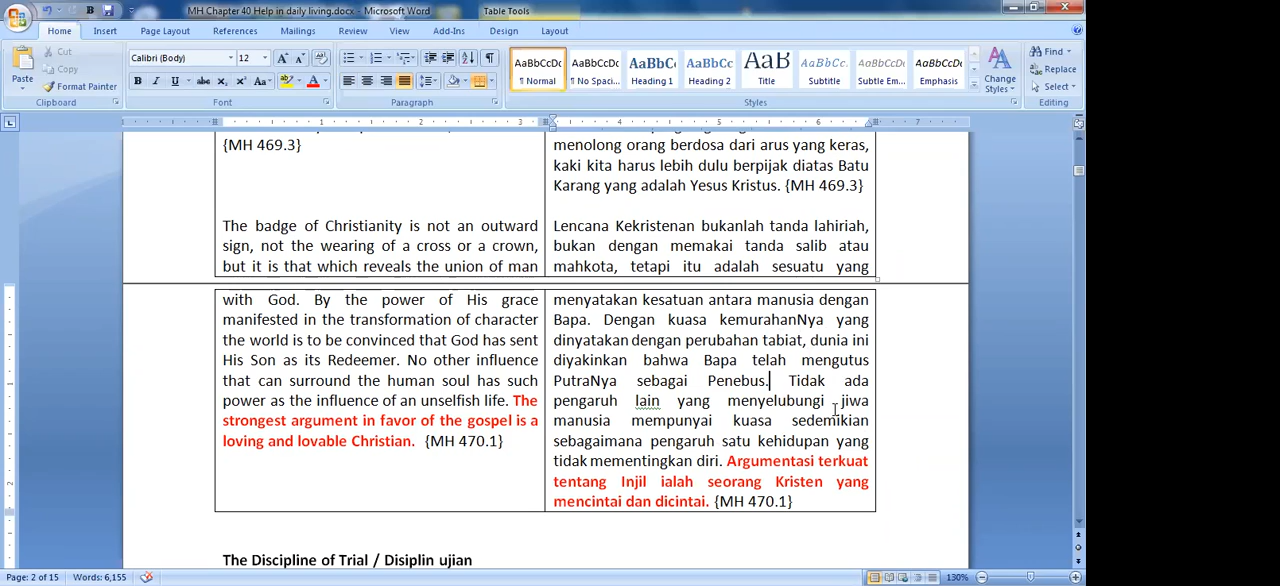 MH Chapter 40 Help in daily living.docx - Microsoft Word
Table Tools
Home
Insert
Page Layout
References
Mailings
Review
View
Add-Ins
Design
Layout
Paste
Cut
Copy
Format Painter
Clipboard
Calibri (Body)
12
Font
Paragraph
AaBbCcDc
¶ Normal
AaBbCcDc
¶ No Spaci...
AaBbCc
Heading 1
AaBbCc
Heading 2
AaB
Title
AaBbCc.
Subtitle
AaBbCcDc
Subtle Em...
AaBbCcDc
Emphasis
Change
Styles
Styles
Find
Replace
Select
Editing
{MH 469.3}
The badge of Christianity is not an outward
sign, not the wearing of a cross or a crown,
but it is that which reveals the union of man
with God. By the power of His grace
manifested in the transformation of character
the world is to be convinced that God has sent
His Son as its Redeemer. No other influence
that can surround the human soul has such
power as the influence of an unselfish life. The
strongest argument in favor of the gospel is a
loving and lovable Christian. {MH 470.1}
menolong orang berdosa dari arus yang keras,
kaki kita harus lebih dulu berpijak diatas Batu
Karang yang adalah Yesus Kristus. {MH 469.3}
Lencana Kekristenan bukanlah tanda lahiriah,
bukan dengan memakai tanda salib atau
mahkota, tetapi itu adalah sesuatu yang
menyatakan kesatuan antara manusia dengan
Bapa. Dengan kuasa kemurahanNya yang
dinyatakan dengan perubahan tabiat, dunia ini
diyakinkan bahwa Bapa telah mengutus
PutraNya sebagai Penebus. Tidak ada
pengaruh lain yang menyelubungi jiwa
manusia mempunyai kuasa sedemikian
sebagaimana pengaruh satu kehidupan yang
tidak mementingkan diri. Argumentasi terkuat
tentang Injil ialah seorang Kristen yang
mencintai dan dicintai. {MH 470.1}
The Discipline of Trial / Disiplin ujian
Page: 2 of 15
Words: 6,155
130%